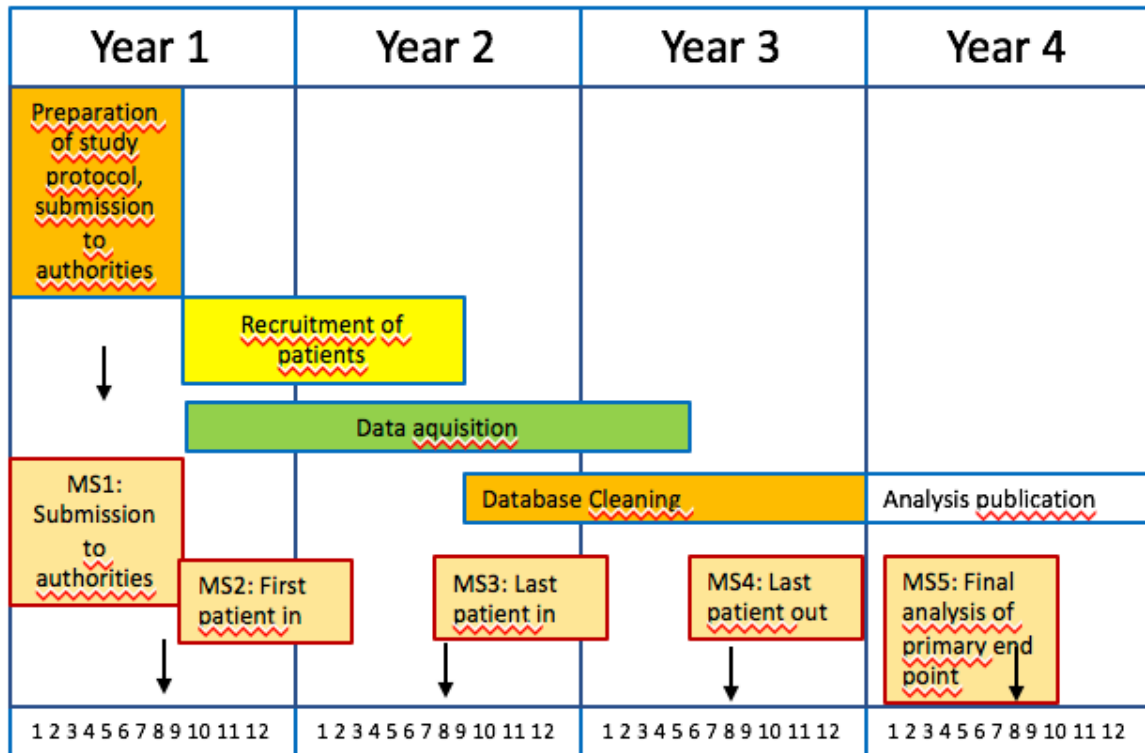 Year 1
Year 2
Year 3
Year 4
Preparation
of study
protocol,
submission
to
authorities
Recruitment of
patients
Data aquisition
MS1:
Submission
to
authorities
Database Cleaning
Analysis publication
MS2: First
patient in
MS3: Last
patient in
MS4: Last
patient out
MS5: Final
analysis of
primary end
point
1 2 3 4 5 6 7 8 9 10 11 12
1 2 3 4 5 6 7 8 9 10 11 12
1 2 3 4 5 6 7 8 9 10 11 12
1 2 3 4 5 6 7 8 9 10 11 12